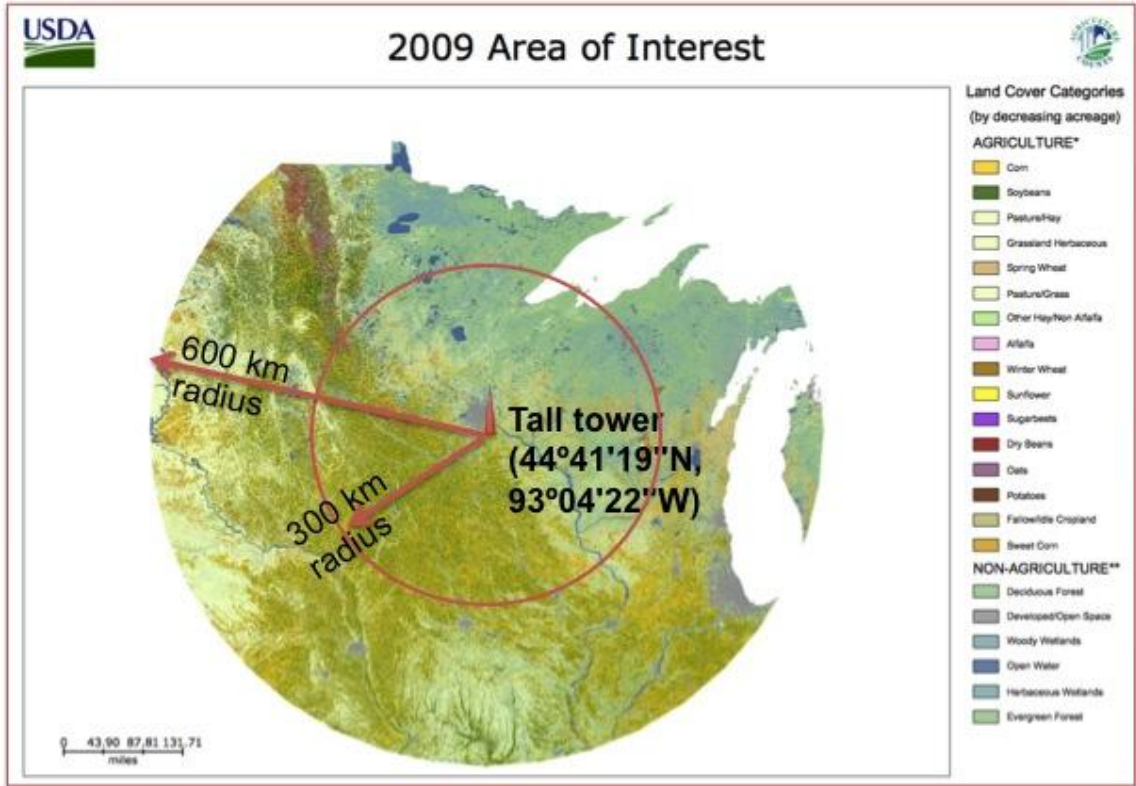 USDA
2009 Area of Interest
AGRICULTURE
COUNTS
Land Cover Categories
(by decreasing acreage)
AGRICULTURE*
Corn
Soybeans
Pasture/Hay
Grassland Herbaceous
Spring Wheat
Pasture/Grass
Other Hay/Non Alfalfa
Alfalfa
Winter Wheat
Sunflower
Sugarbeets
Dry Beans
Oats
Potatoes
Fallow/Idle Cropland
Sweet Corn
NON-AGRICULTURE**
Deciduous Forest
Developed/Open Space
Woody Wetlands
Open Water
Herbaceous Wetlands
Evergreen Forest
600 km
radius
Tall tower
(44º41'19"N,
93º04'22"W)
300 km
radius
0 43.90 87.81 131.71
miles